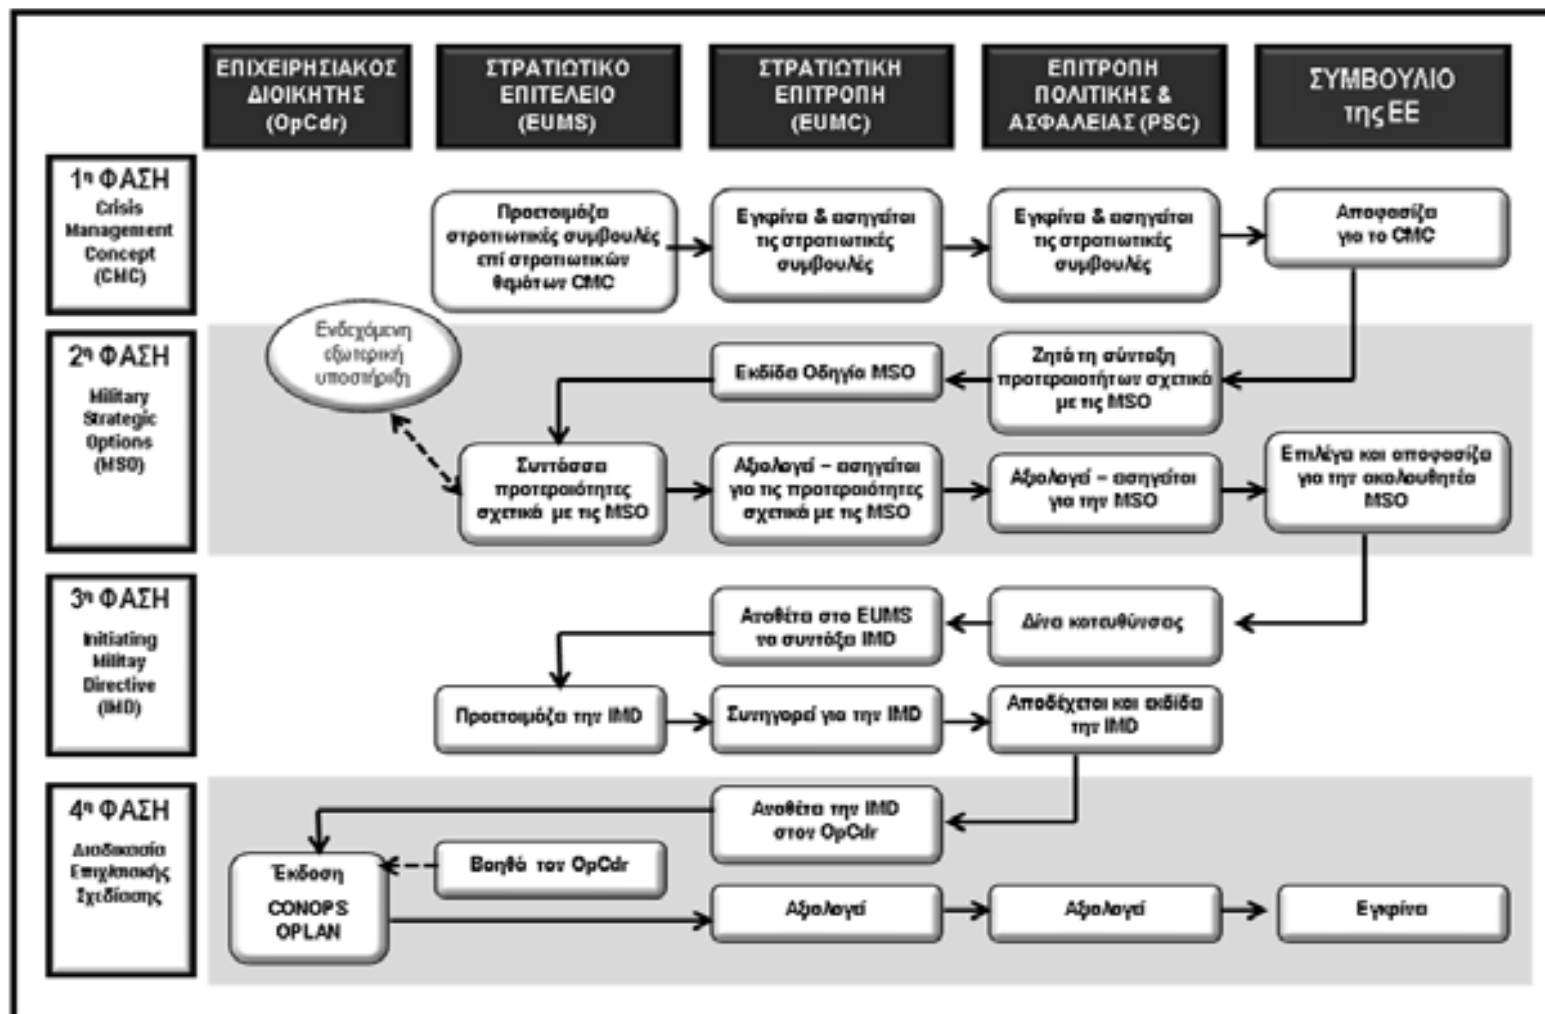 ΕΠΙΧΕΙΡΗΣΙΑΚΟΣ
ΔΙΟΙΚΗΤΗΣ
(OpCdr)
ΣΤΡΑΤΙΩΤΙΚΟ
ΕΠΙΤΕΛΕΙΟ
(EUMS)
ΣΤΡΑΤΙΩΤΙΚΗ
ΕΠΙΤΡΟΠΗ
(EUMC)
ΕΠΙΤΡΟΠΗ
ΠΟΛΙΤΙΚΗΣ &
ΑΣΦΑΛΕΙΑΣ (PSC)
ΣΥΜΒΟΥΛΙΟ
της ΕΕ
1η ΦΑΣΗ
Crisis
Management
Concept
(CMC)
Προετοιμάζει
στρατιωτικές συμβουλές
επί στρατιωτικών
θεμάτων CMC
Εγκρίνει & εισηγείται
τις στρατιωτικές
συμβουλές
Εγκρίνει & εισηγείται
τις στρατιωτικές
συμβουλές
Αποφασίζει
για το CMC
2η ΦΑΣΗ
Military
Strategic
Options
(MSO)
Ενδεχόμενη
εξωτερική
υποστήριξη
Εκδίδει Οδηγία MSO
Ζητά τη σύνταξη
προτεραιοτήτων σχετικά
με τις MSO
Συντάσσει
προτεραιότητες
σχετικά με τις MSO
Αξιολογεί – εισηγείται
για τις προτεραιότητες
σχετικά με τις MSO
Αξιολογεί – εισηγείται
για την MSO
Επιλέγει και αποφασίζει
για την ακολουθητέα
MSO
3η ΦΑΣΗ
Initiating
Militay
Directive
(IMD)
Αναθέτει στο EUMS
να συντάξει IMD
Δίνει κατευθύνσεις
Προετοιμάζει την IMD
Συνηγορεί για την IMD
Αποδέχεται και εκδίδει
την IMD
4η ΦΑΣΗ
Διαδικασία
Σχεδίασης
Αναθέτει την IMD
στον OpCdr
Έκδοση
CONOPS
OPLAN
Βοηθά τον OpCdr
Αξιολογεί
Αξιολογεί
Εγκρίνει